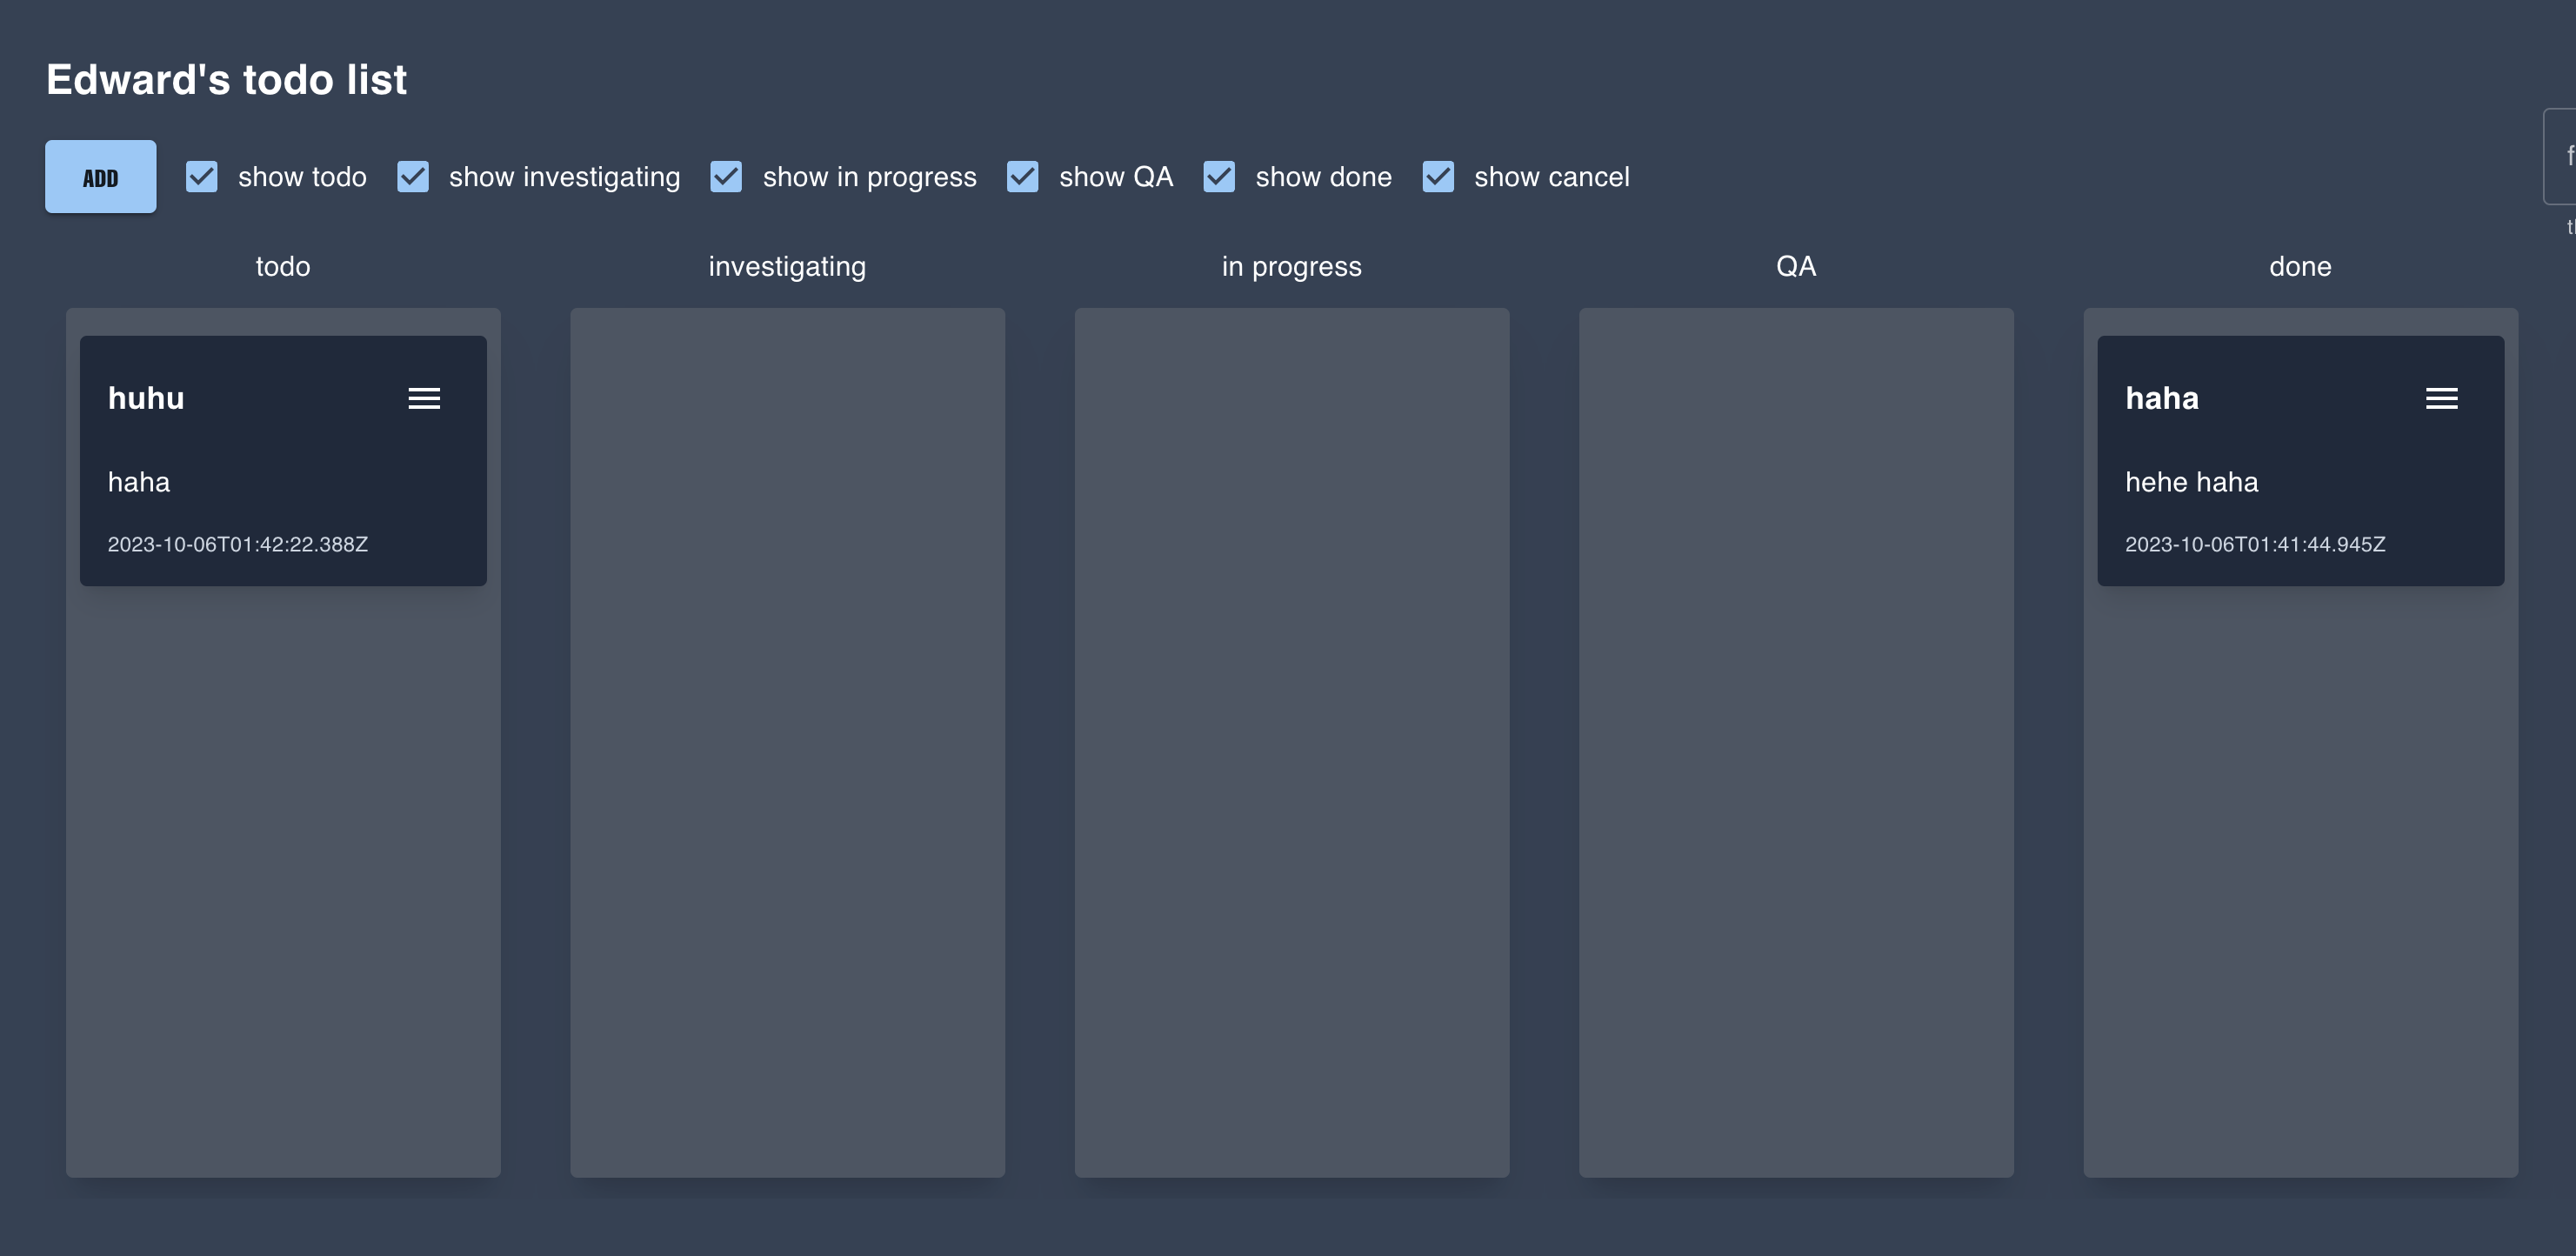 Edward's todo list
ADD show todo show investigating show in progress show QA show done show cancel
todo investigating in progress QA done
huhu
haha
2023-10-06T01:42:22.388Z
haha
hehe haha
2023-10-06T01:41:44.945Z